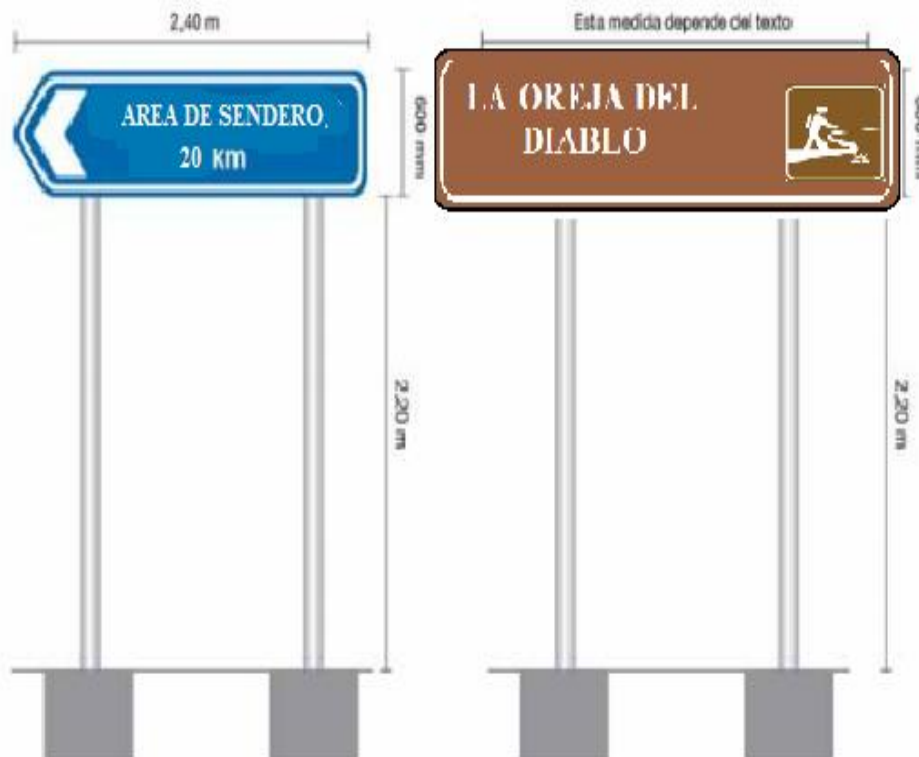 2,40 m
Esta medida depende del texto
AREA DE SENDERO
20 km
600 mm
LA OREJA DEL
DIABLO
2,20 m
2,20 m